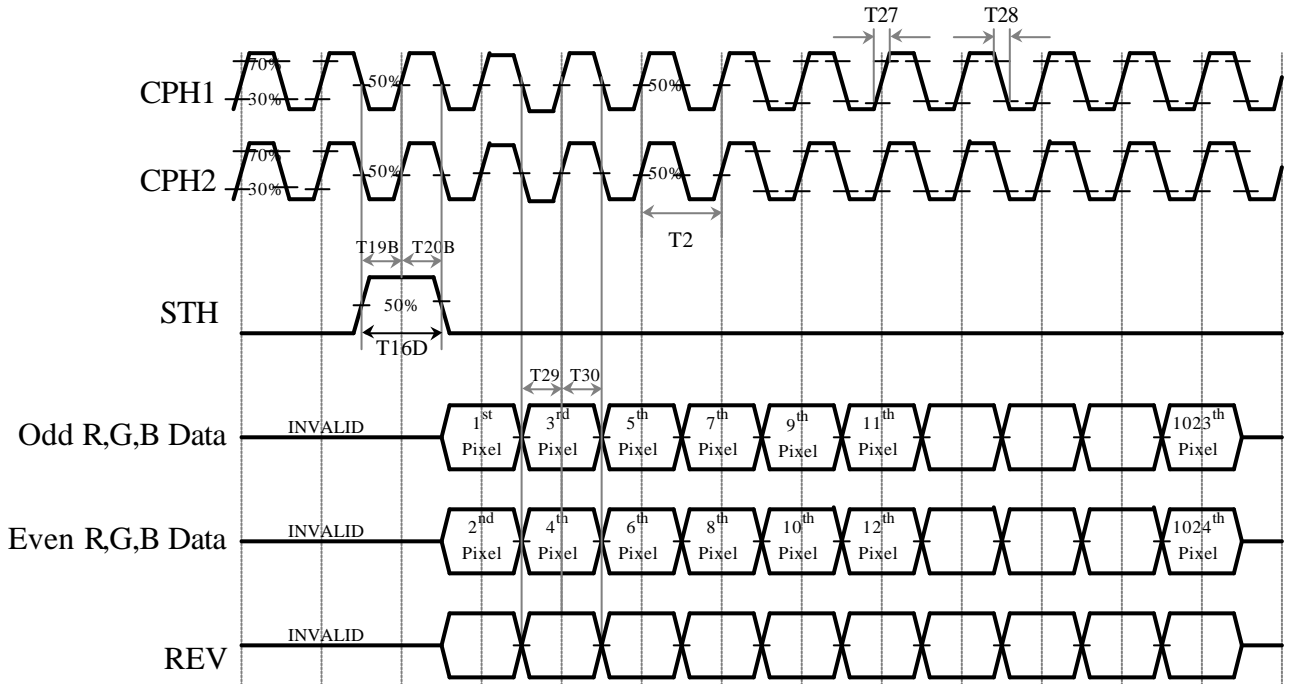 T27 T28
CPH1 70% 30% 50% 50%
CPH2 70% 30% 50% 50%
T2
T19B T20B
STH 50%
T16D
T29 T30
Odd R,G,B Data INVALID 1st Pixel 3rd Pixel 5th Pixel 7th Pixel 9th Pixel 11th Pixel 1023th Pixel
Even R,G,B Data INVALID 2nd Pixel 4th Pixel 6th Pixel 8th Pixel 10th Pixel 12th Pixel 1024th Pixel
REV INVALID